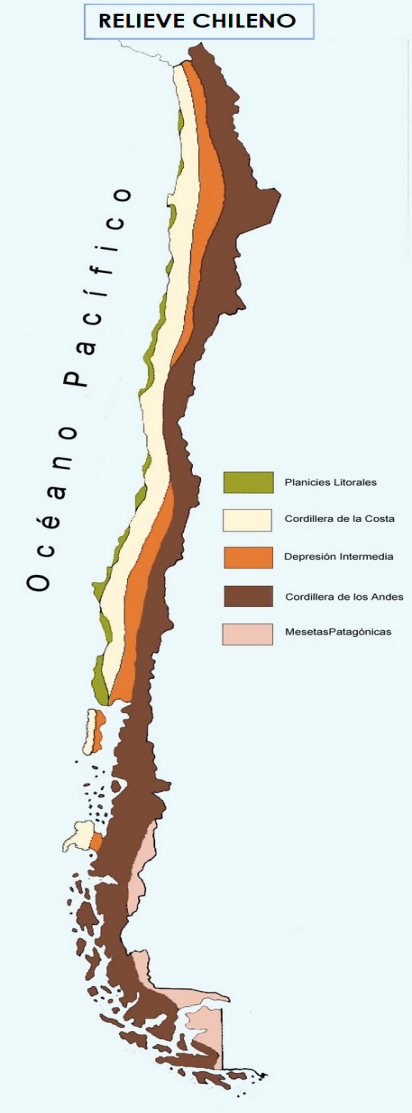 RELIEVE CHILENO
Océano Pacífico
Planicies Litorales
Cordillera de la Costa
Depresión Intermedia
Cordillera de los Andes
MesetasPatagónicas